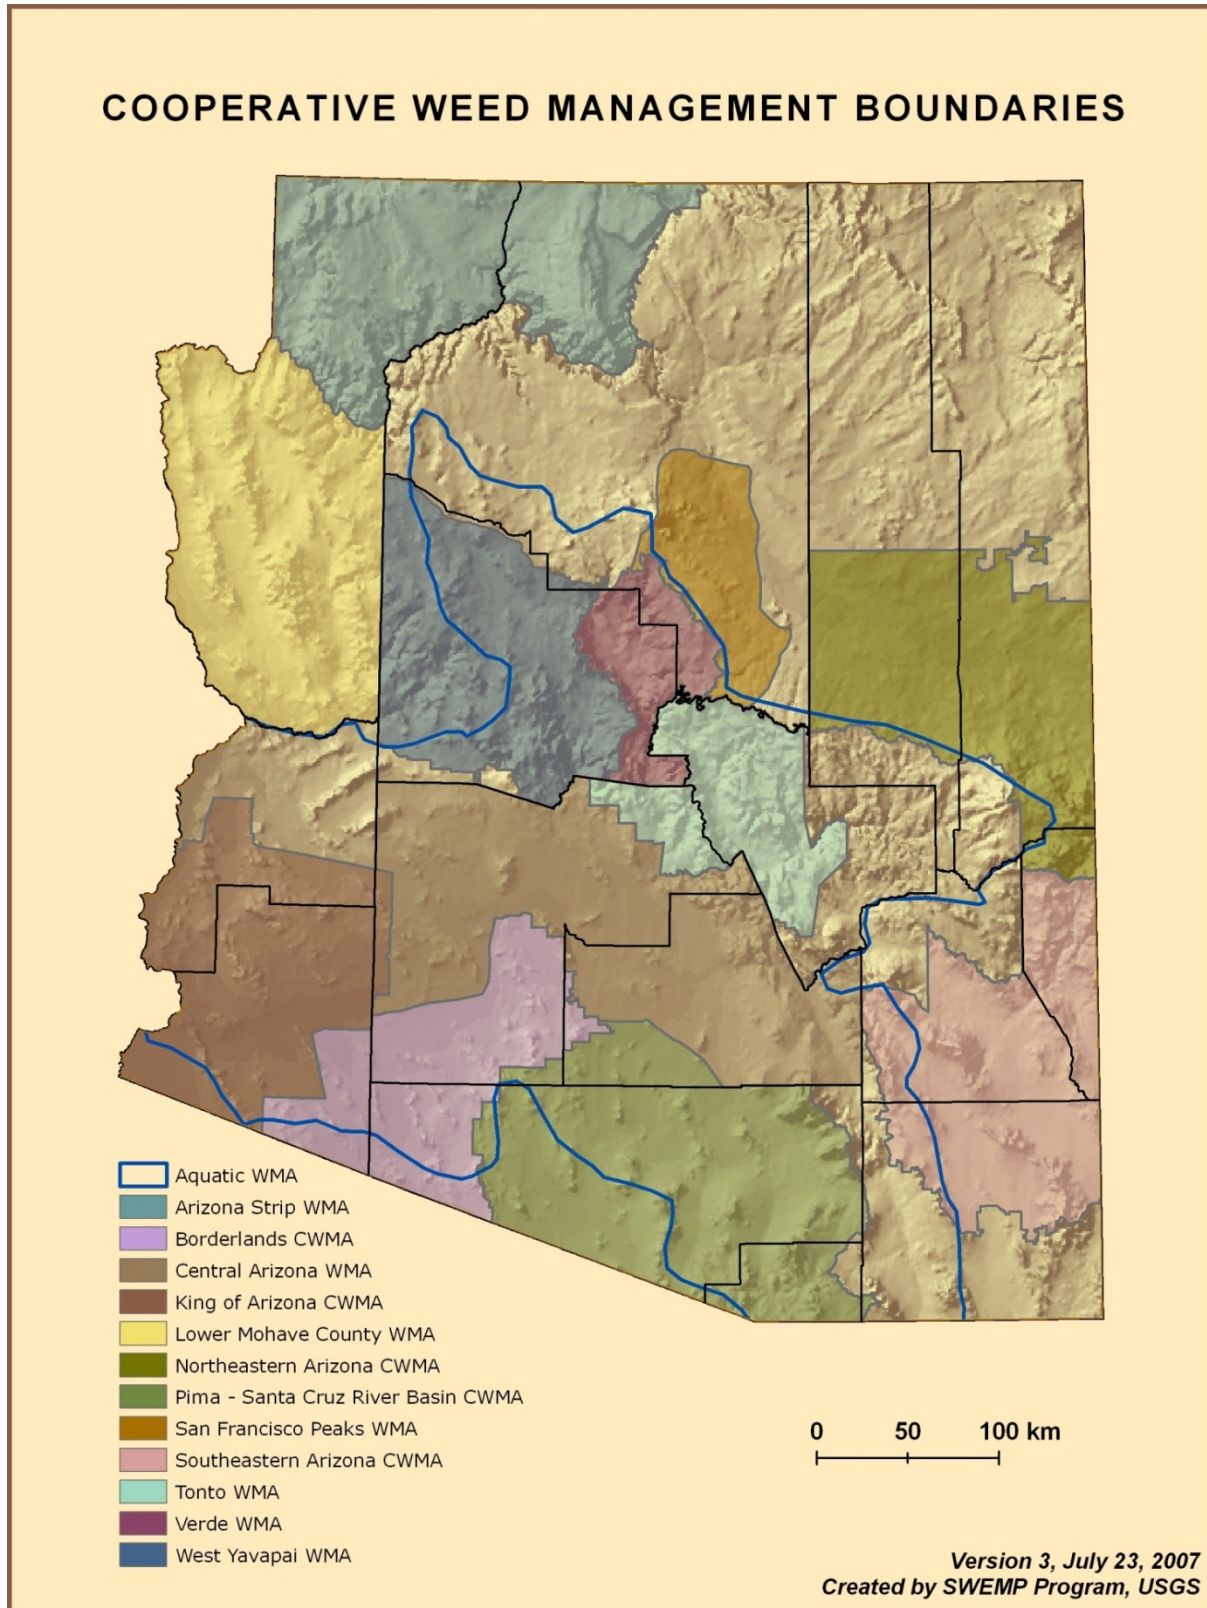 COOPERATIVE WEED MANAGEMENT BOUNDARIES
Aquatic WMA
Arizona Strip WMA
Borderlands CWMA
Central Arizona WMA
King of Arizona CWMA
Lower Mohave County WMA
Northeastern Arizona CWMA
Pima - Santa Cruz River Basin CWMA
San Francisco Peaks WMA
Southeastern Arizona CWMA
Tonto WMA
Verde WMA
West Yavapai WMA
0 50 100 km
Version 3, July 23, 2007
Created by SWEMP Program, USGS